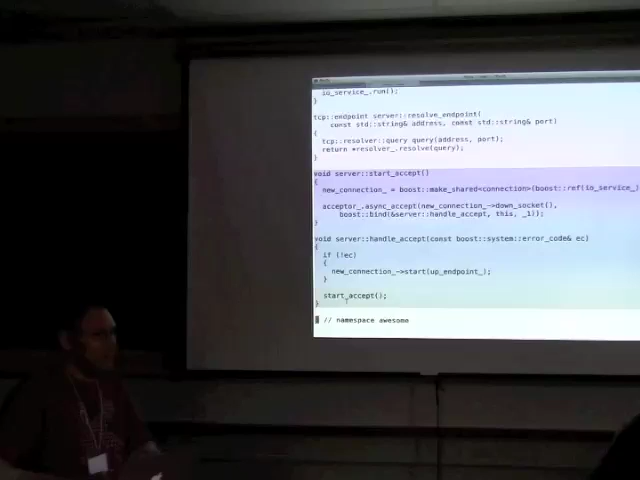 io_service_.run();
}
tcp::endpoint server::resolve_endpoint(
const std::string& address, const std::string& port)
{
tcp::resolver::query query(address, port);
return *resolver_.resolve(query);
}
void server::start_accept()
{
new_connection_ = boost::make_shared<connection>(boost::ref(io_service_)
acceptor_.async_accept(new_connection_->down_socket(),
boost::bind(&server::handle_accept, this, _1));
}
void server::handle_accept(const boost::system::error_code& ec)
{
if (!ec)
{
new_connection_->start(up_endpoint_);
}
start_accept();
}
// namespace awesome